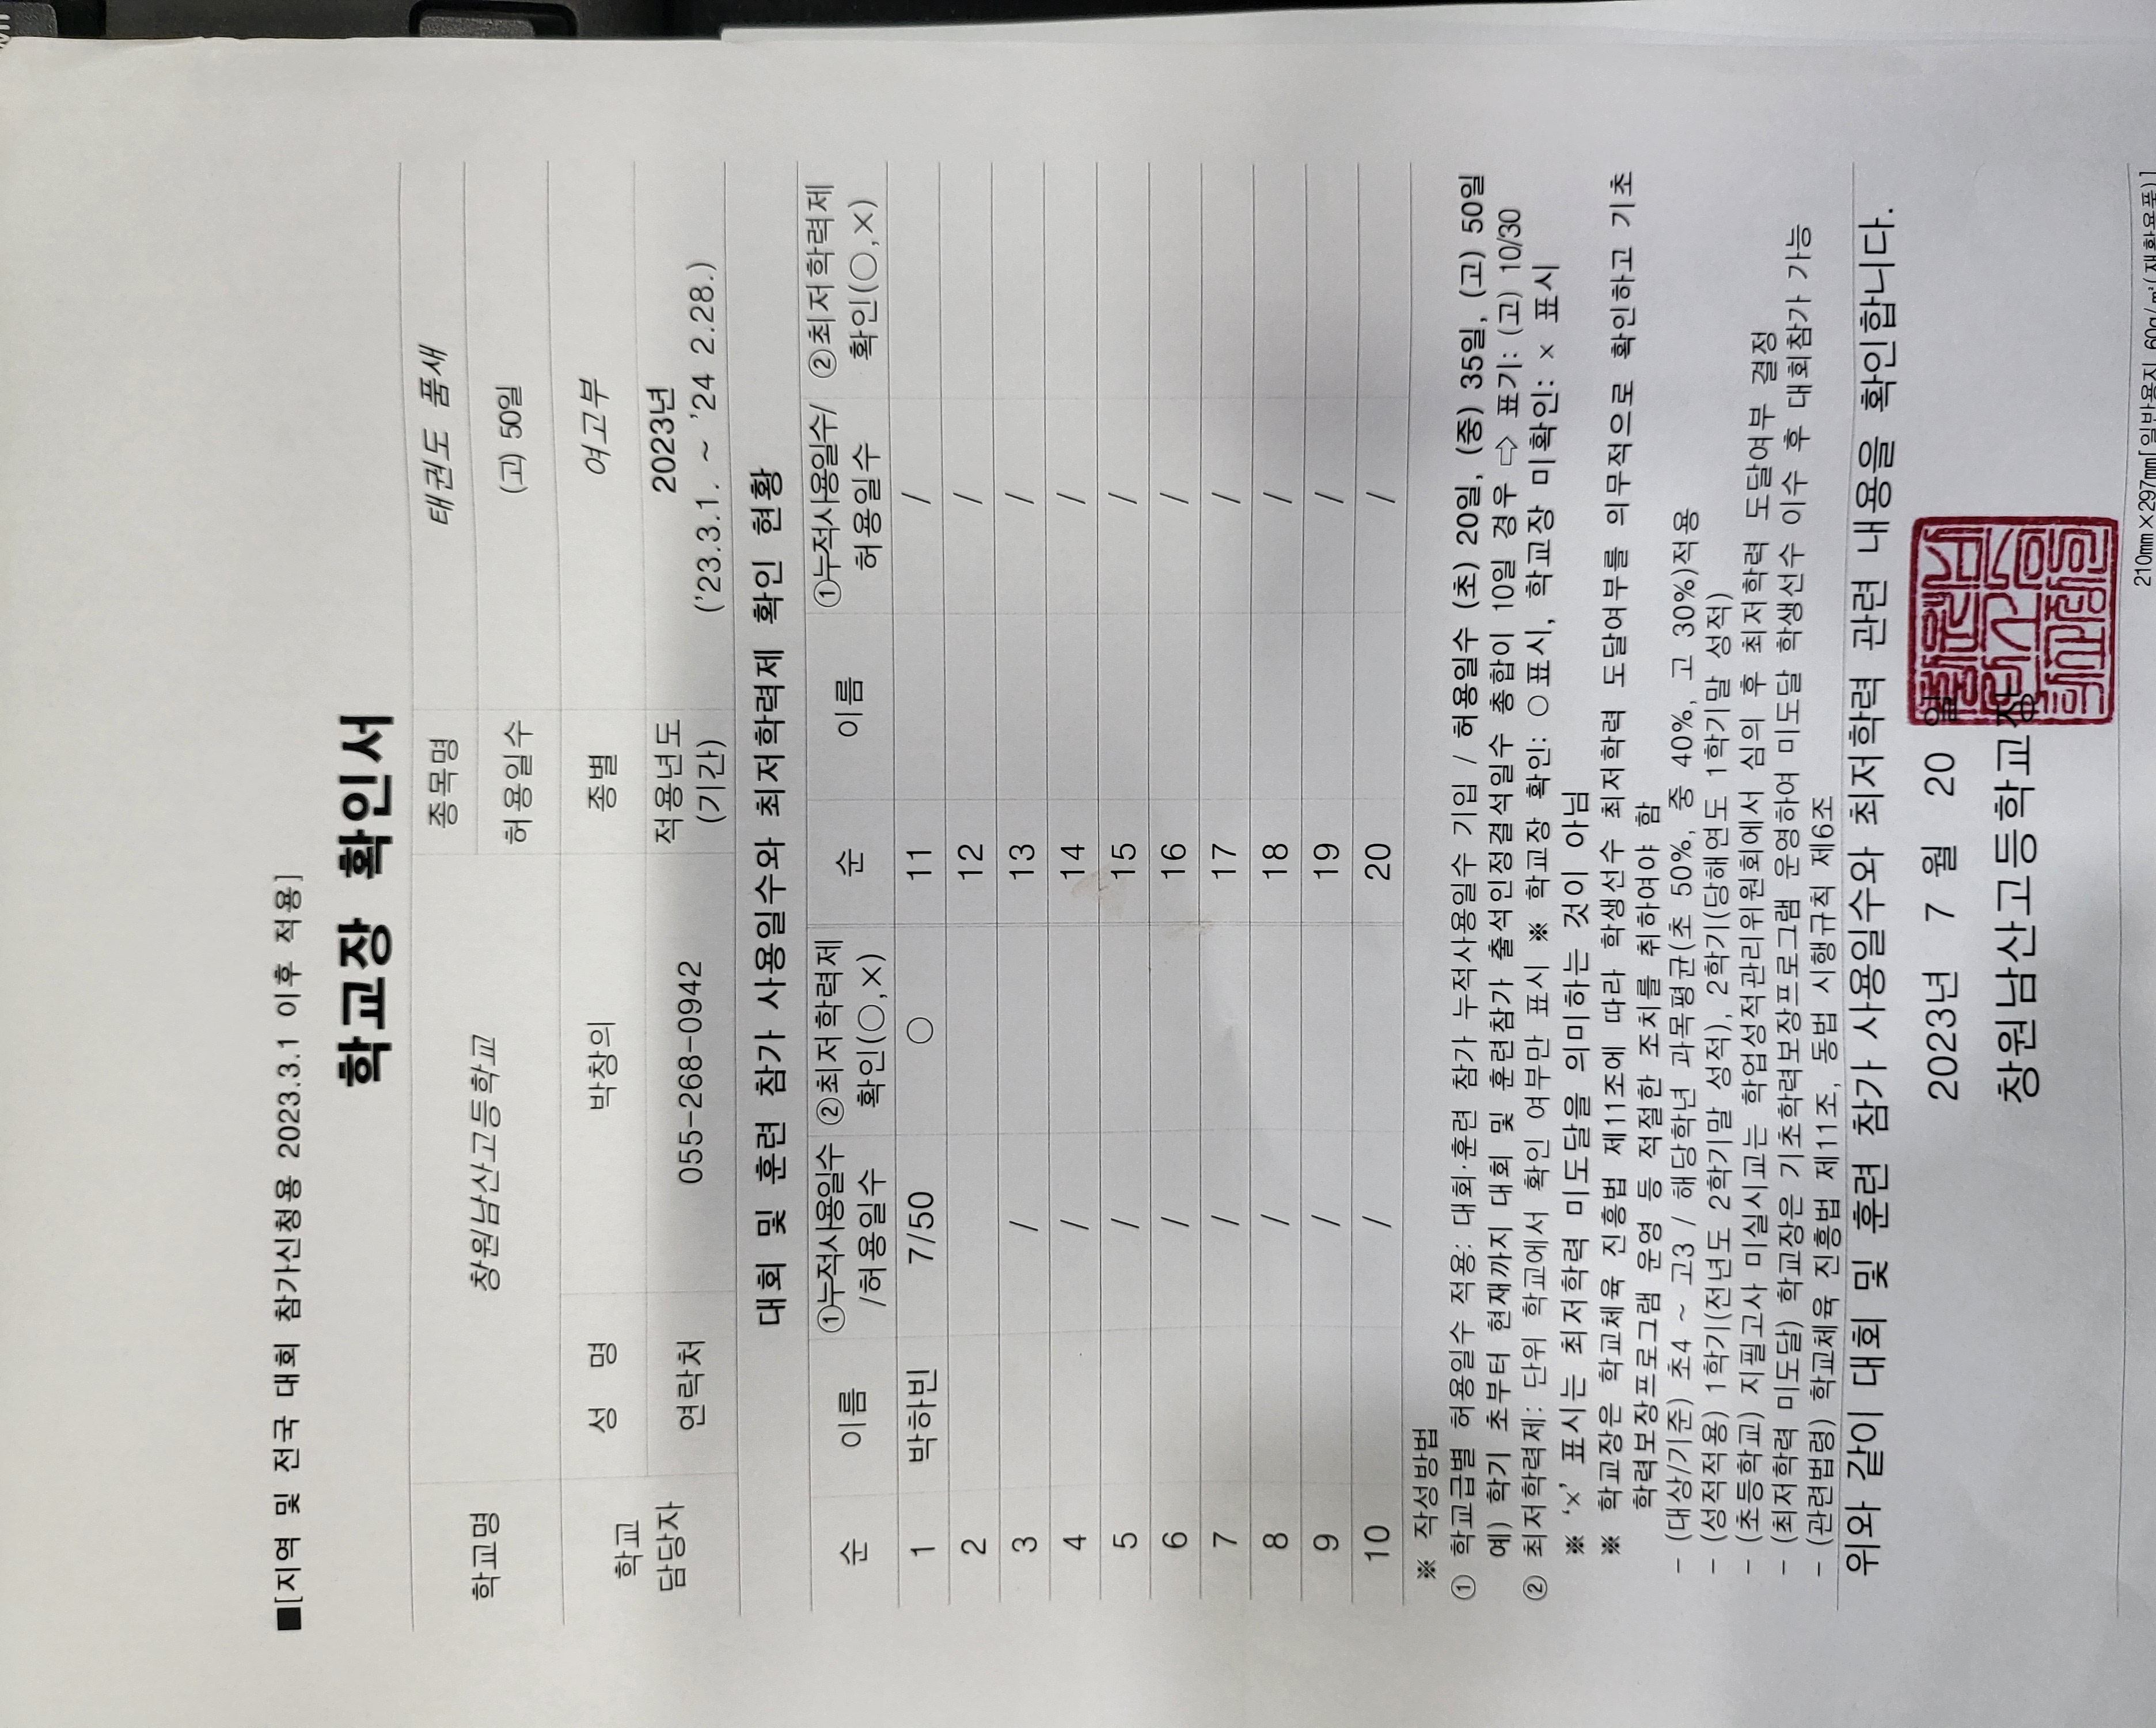 ■[지역 및 전국 대회 참가신청용 2023.3.1 이후 적용]
학교장 확인서
학교명
창원남산고등학교
종목명
태권도 품새
허용일수
(고) 50일
학교
담당자
성 명
박창의
종별
여고부
연락처
055-268-0942
적용년도
(기간)
2023년
('23.3.1. ~ '24 2.28.)
대회 및 훈련 참가 사용일수와 최저학력제 확인 현황
순 이름 ①누적사용일수 /허용일수 ②최저학력제 확인(○,×) 순 이름 ①누적사용일수/ 허용일수 ②최저학력제 확인(○,×)
1 박하빈 7/50 ○ 11 /
2 12 /
3 / 13 /
4 / 14 /
5 / 15 /
6 / 16 /
7 / 17 /
8 / 18 /
9 / 19 /
10 / 20 /
※ 작성방법
① 학교급별 허용일수 적용: 대회·훈련 참가 누적사용일수 기입 / 허용일수 (초) 20일, (중) 35일, (고) 50일
예) 학기 초부터 현재까지 대회 및 훈련참가 출석인정결석일수 총합이 10일 경우 ⇨ 표기: (고) 10/30
② 최저학력제: 단위 학교에서 확인 여부만 표시 ※ 학교장 확인: ○표시, 학교장 미확인: × 표시
※ '×' 표시는 최저학력 미도달을 의미하는 것이 아님
※ 학교장은 학교체육 진흥법 제11조에 따라 학생선수 최저학력 도달여부를 의무적으로 확인하고 기초
학력보장프로그램 운영 등 적절한 조치를 취하여야 함
- (대상/기준) 초4 ~ 고3 / 해당학년 과목평균(초 50%, 중 40%, 고 30%)적용
- (성적적용) 1학기(전년도 2학기말 성적), 2학기(당해연도 1학기말 성적)
- (초등학교) 지필고사 미실시교는 학업성적관리위원회에서 심의 후 최저학력 도달여부 결정
- (최저학력 미도달) 학교장은 기초학력보장프로그램 운영하여 미도달 학생선수 이수 후 대회참가 가능
- (관련법령) 학교체육 진흥법 제11조, 동법 시행규칙 제6조
위와 같이 대회 및 훈련 참가 사용일수와 최저학력 관련 내용을 확인합니다.
2023년 7 월 20 일
창원남산고등학교장
210mm×297mm[일반용지 60g/㎡(재활용품)]